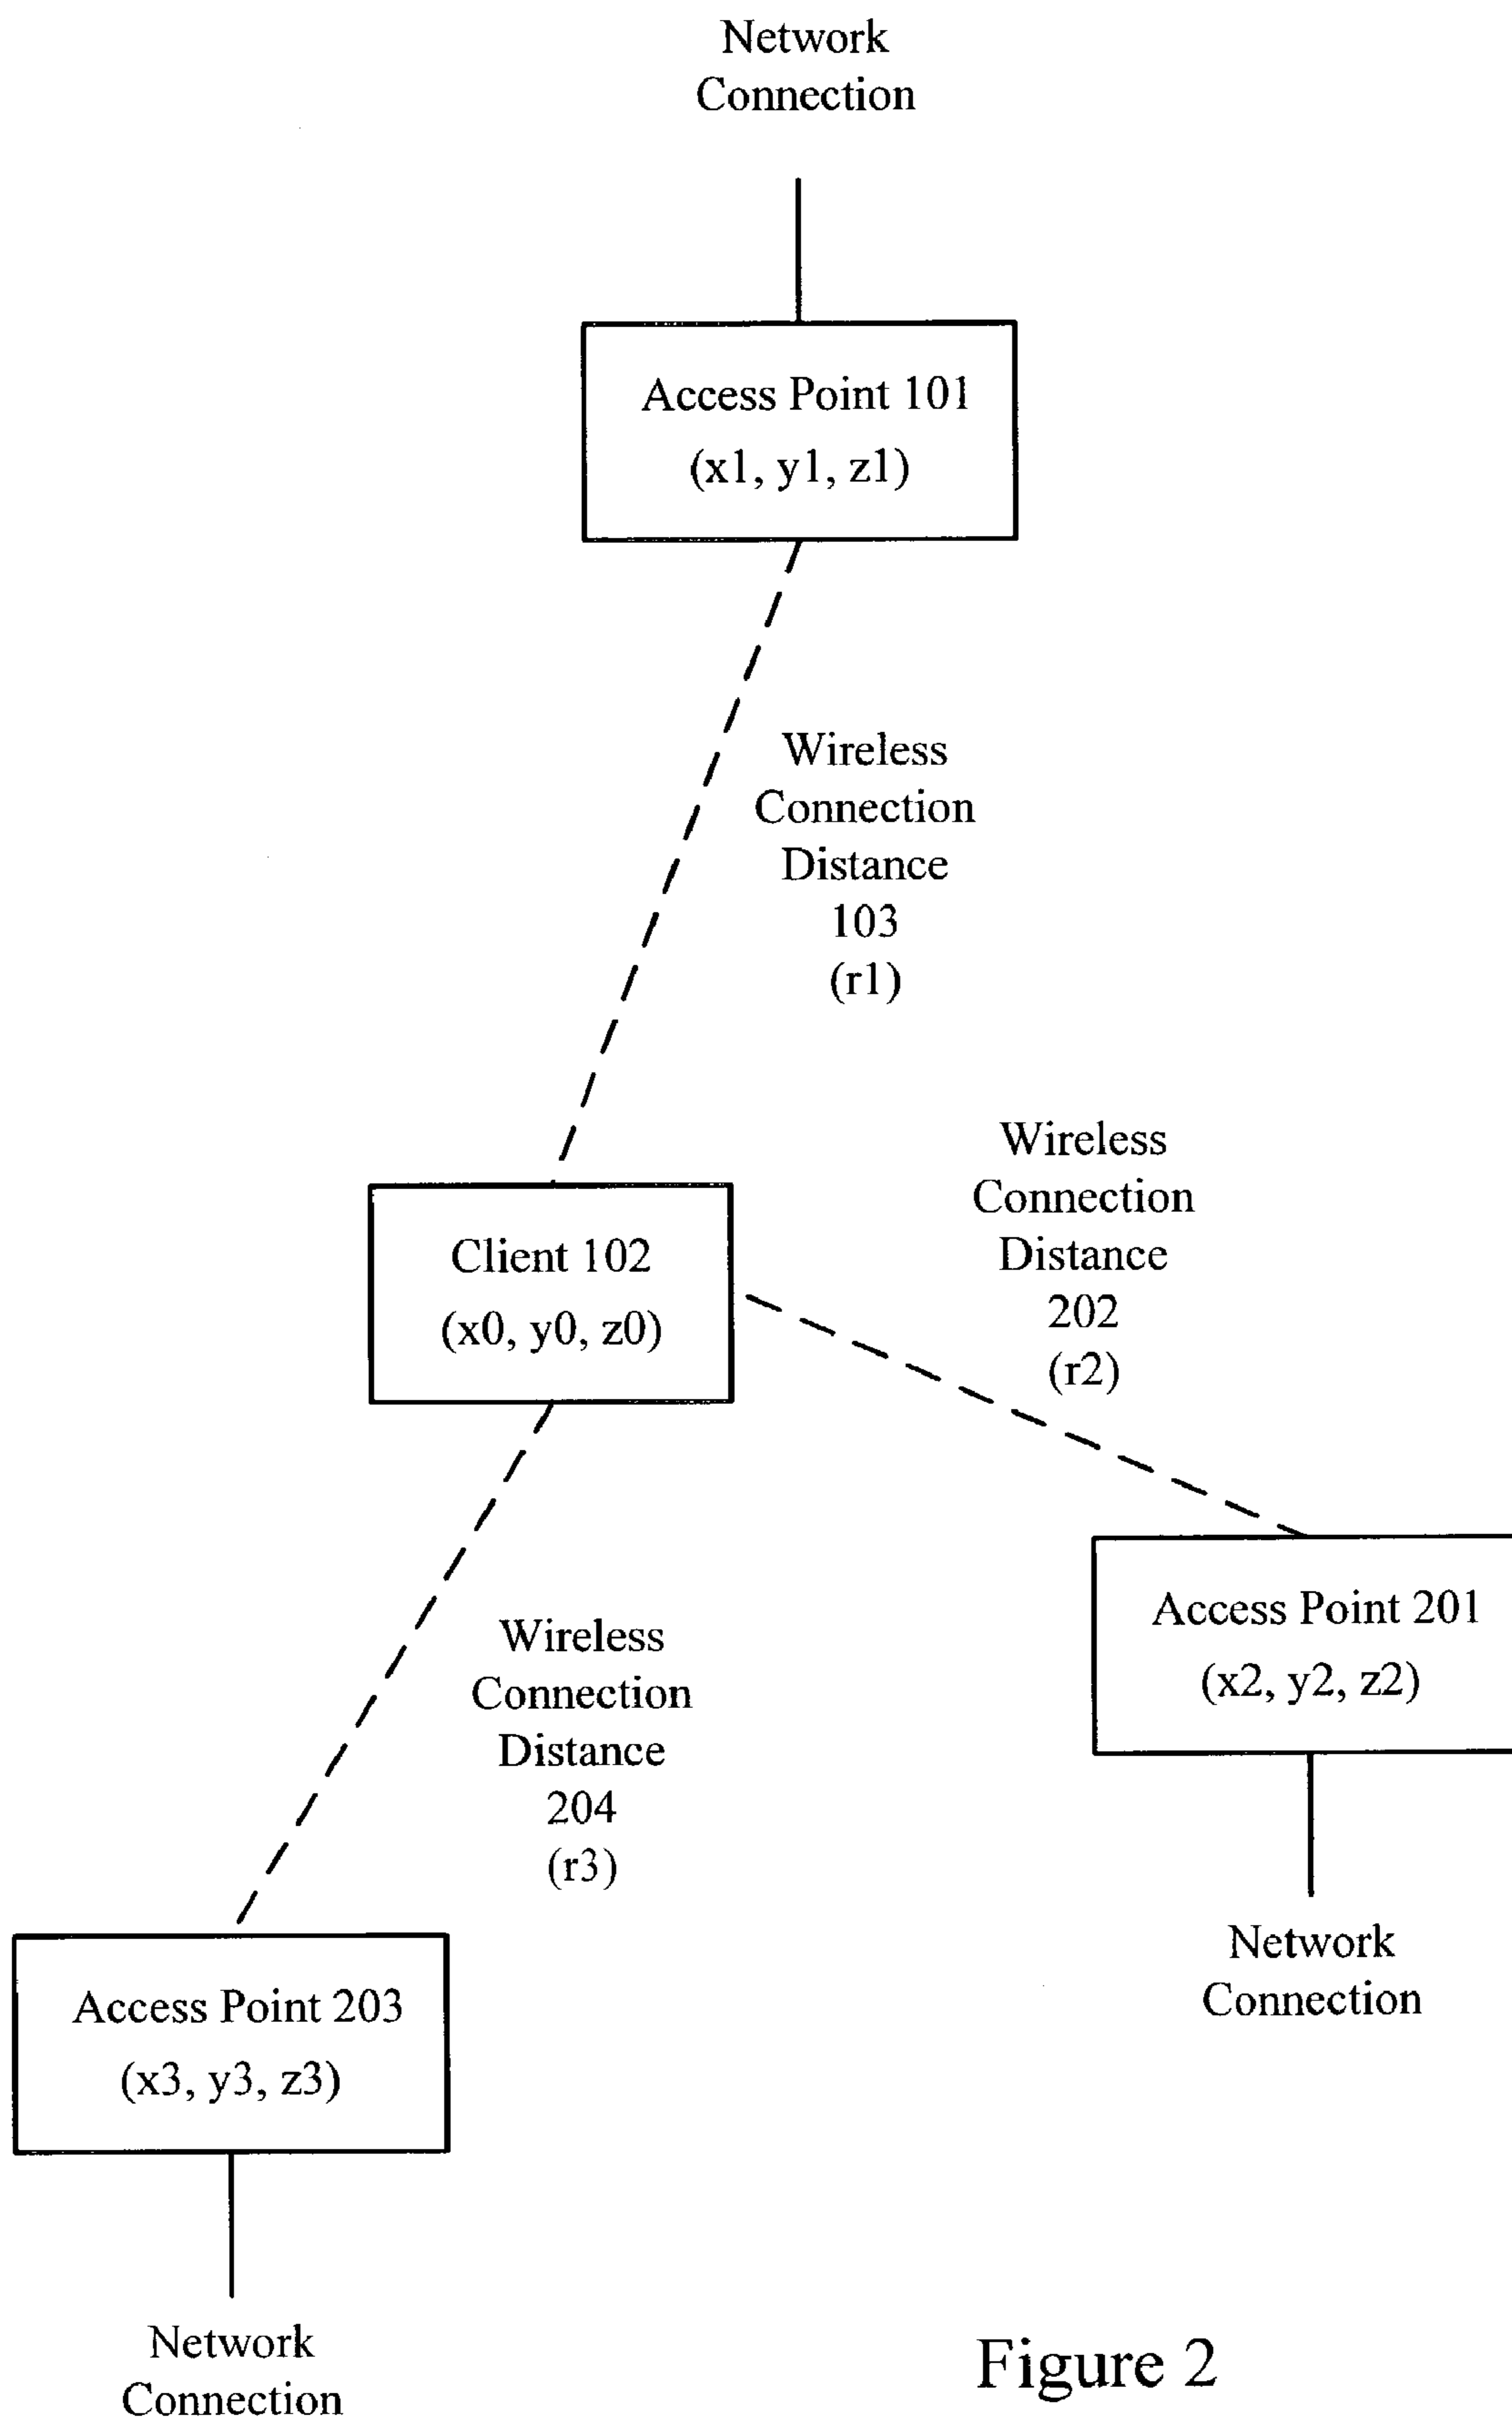 Network
Connection
Access Point 101
(x1, y1, z1)
Wireless
Connection
Distance
103
(r1)
Wireless
Connection
Distance
202
(r2)
Client 102
(x0, y0, z0)
Access Point 201
(x2, y2, z2)
Wireless
Connection
Distance
204
(r3)
Network
Connection
Access Point 203
(x3, y3, z3)
Network
Connection
Figure 2